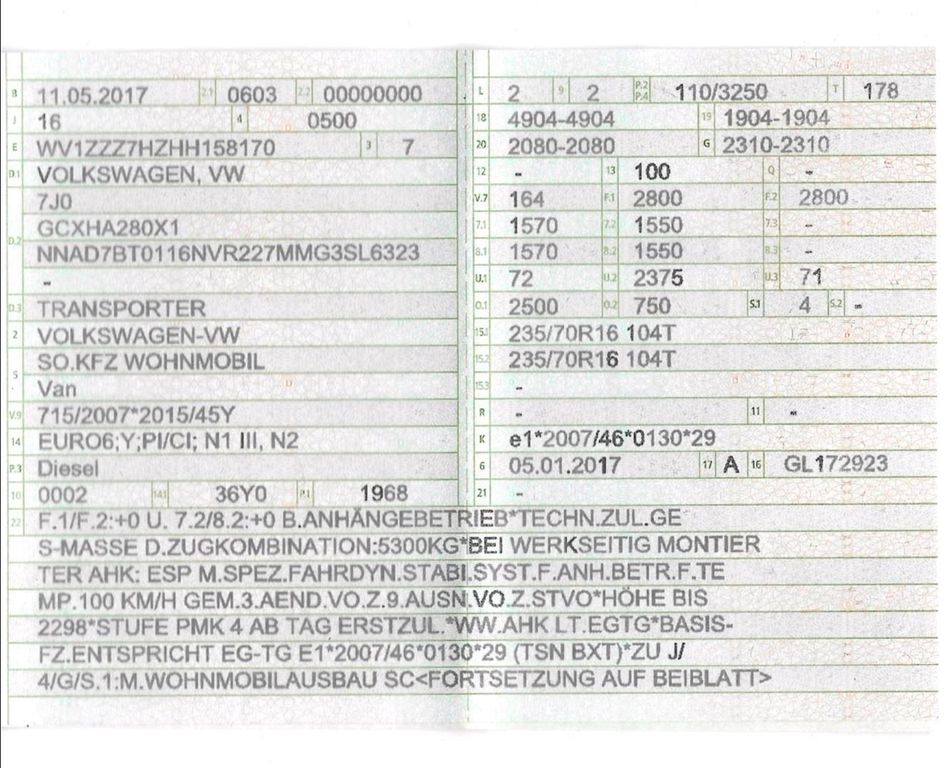 B 11.05.2017 2.1 0603 2.2 00000000
J 16 4 0500
E WV1ZZZ7HZHH158170 3 7
D.1 VOLKSWAGEN, VW
7J0
D.2 GCXHA280X1
NNAD7BT0116NVR227MMG3SL6323
-
D.3 TRANSPORTER
2 VOLKSWAGEN-VW
5 SO.KFZ WOHNMOBIL
Van
V.9 715/2007*2015/45Y
14 EURO6;Y;PI/CI; N1 III, N2
P.3 Diesel
10 0002 14.1 36Y0 P.1 1968
L 2 9 2 P.2 P.4 110/3250 T 178
18 4904-4904 19 1904-1904
20 2080-2080 G 2310-2310
12 - 13 100 Q -
V.7 164 F.1 2800 F.2 2800
7.1 1570 7.2 1550 7.3 -
8.1 1570 8.2 1550 8.3 -
U.1 72 U.2 2375 U.3 71
O.1 2500 O.2 750 S.1 4 S.2 -
15.1 235/70R16 104T
15.2 235/70R16 104T
15.3 -
R - 11 -
K e1*2007/46*0130*29
6 05.01.2017 17 A 16 GL172923
21 -
22 F.1/F.2:+0 U. 7.2/8.2:+0 B.ANHÄNGEBETRIEB*TECHN.ZUL.GE
S-MASSE D.ZUGKOMBINATION:5300KG*BEI WERKSEITIG MONTIER
TER AHK: ESP M.SPEZ.FAHRDYN.STABI.SYST.F.ANH.BETR.F.TE
MP.100 KM/H GEM.3.AEND.VO.Z.9.AUSN.VO.Z.STVO*HÖHE BIS
2298*STUFE PMK 4 AB TAG ERSTZUL.*WW.AHK LT.EGTG*BASIS-
FZ.ENTSPRICHT EG-TG E1*2007/46*0130*29 (TSN BXT)*ZU J/
4/G/S.1:M.WOHNMOBILAUSBAU SC<FORTSETZUNG AUF BEIBLATT>